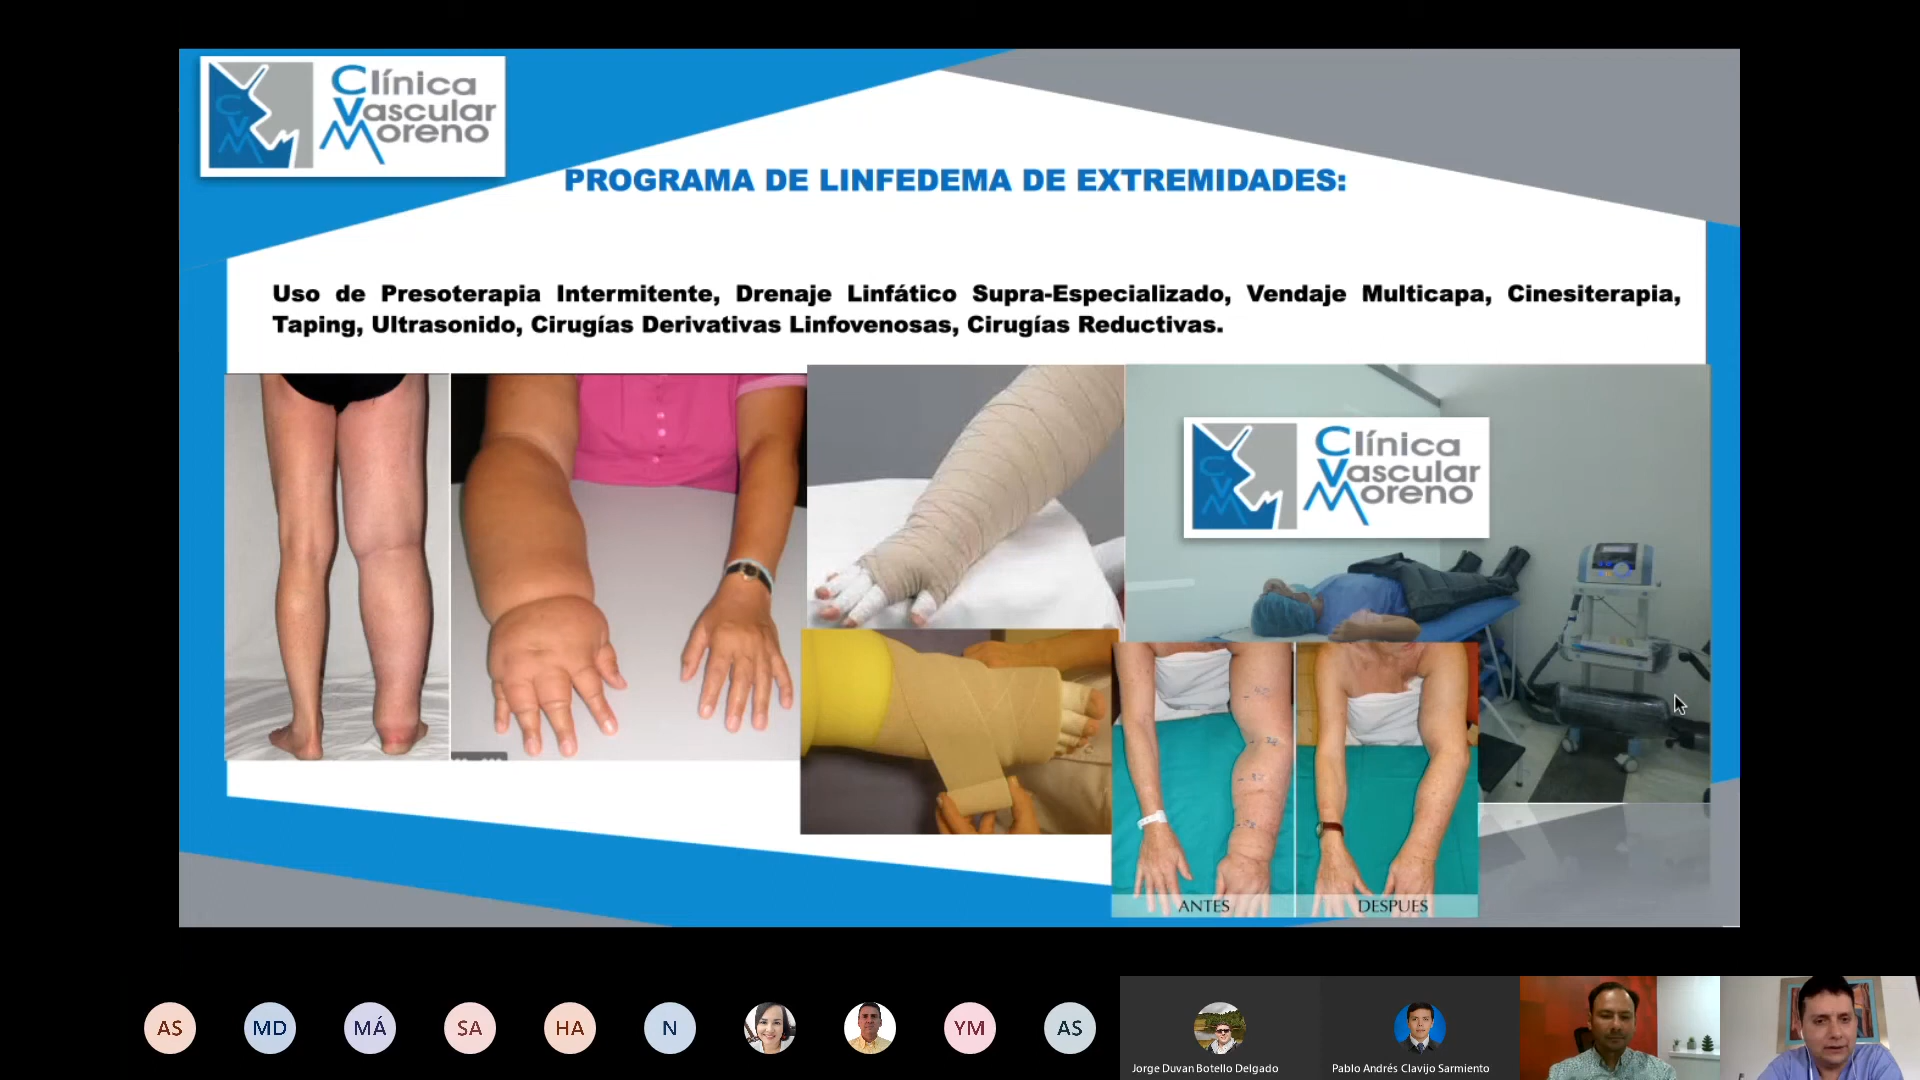 CVM
Clínica
Vascular
Moreno
PROGRAMA DE LINFEDEMA DE EXTREMIDADES:
Uso de Presoterapia Intermitente, Drenaje Linfático Supra-Especializado, Vendaje Multicapa, Cinesiterapia,
Taping, Ultrasonido, Cirugías Derivativas Linfovenosas, Cirugías Reductivas.
CVM
Clínica
Vascular
Moreno
ANTES
DESPUES
AS
MD
MÁ
SA
HA
N
YM
AS
Jorge Duvan Botello Delgado
Pablo Andrés Clavijo Sarmiento